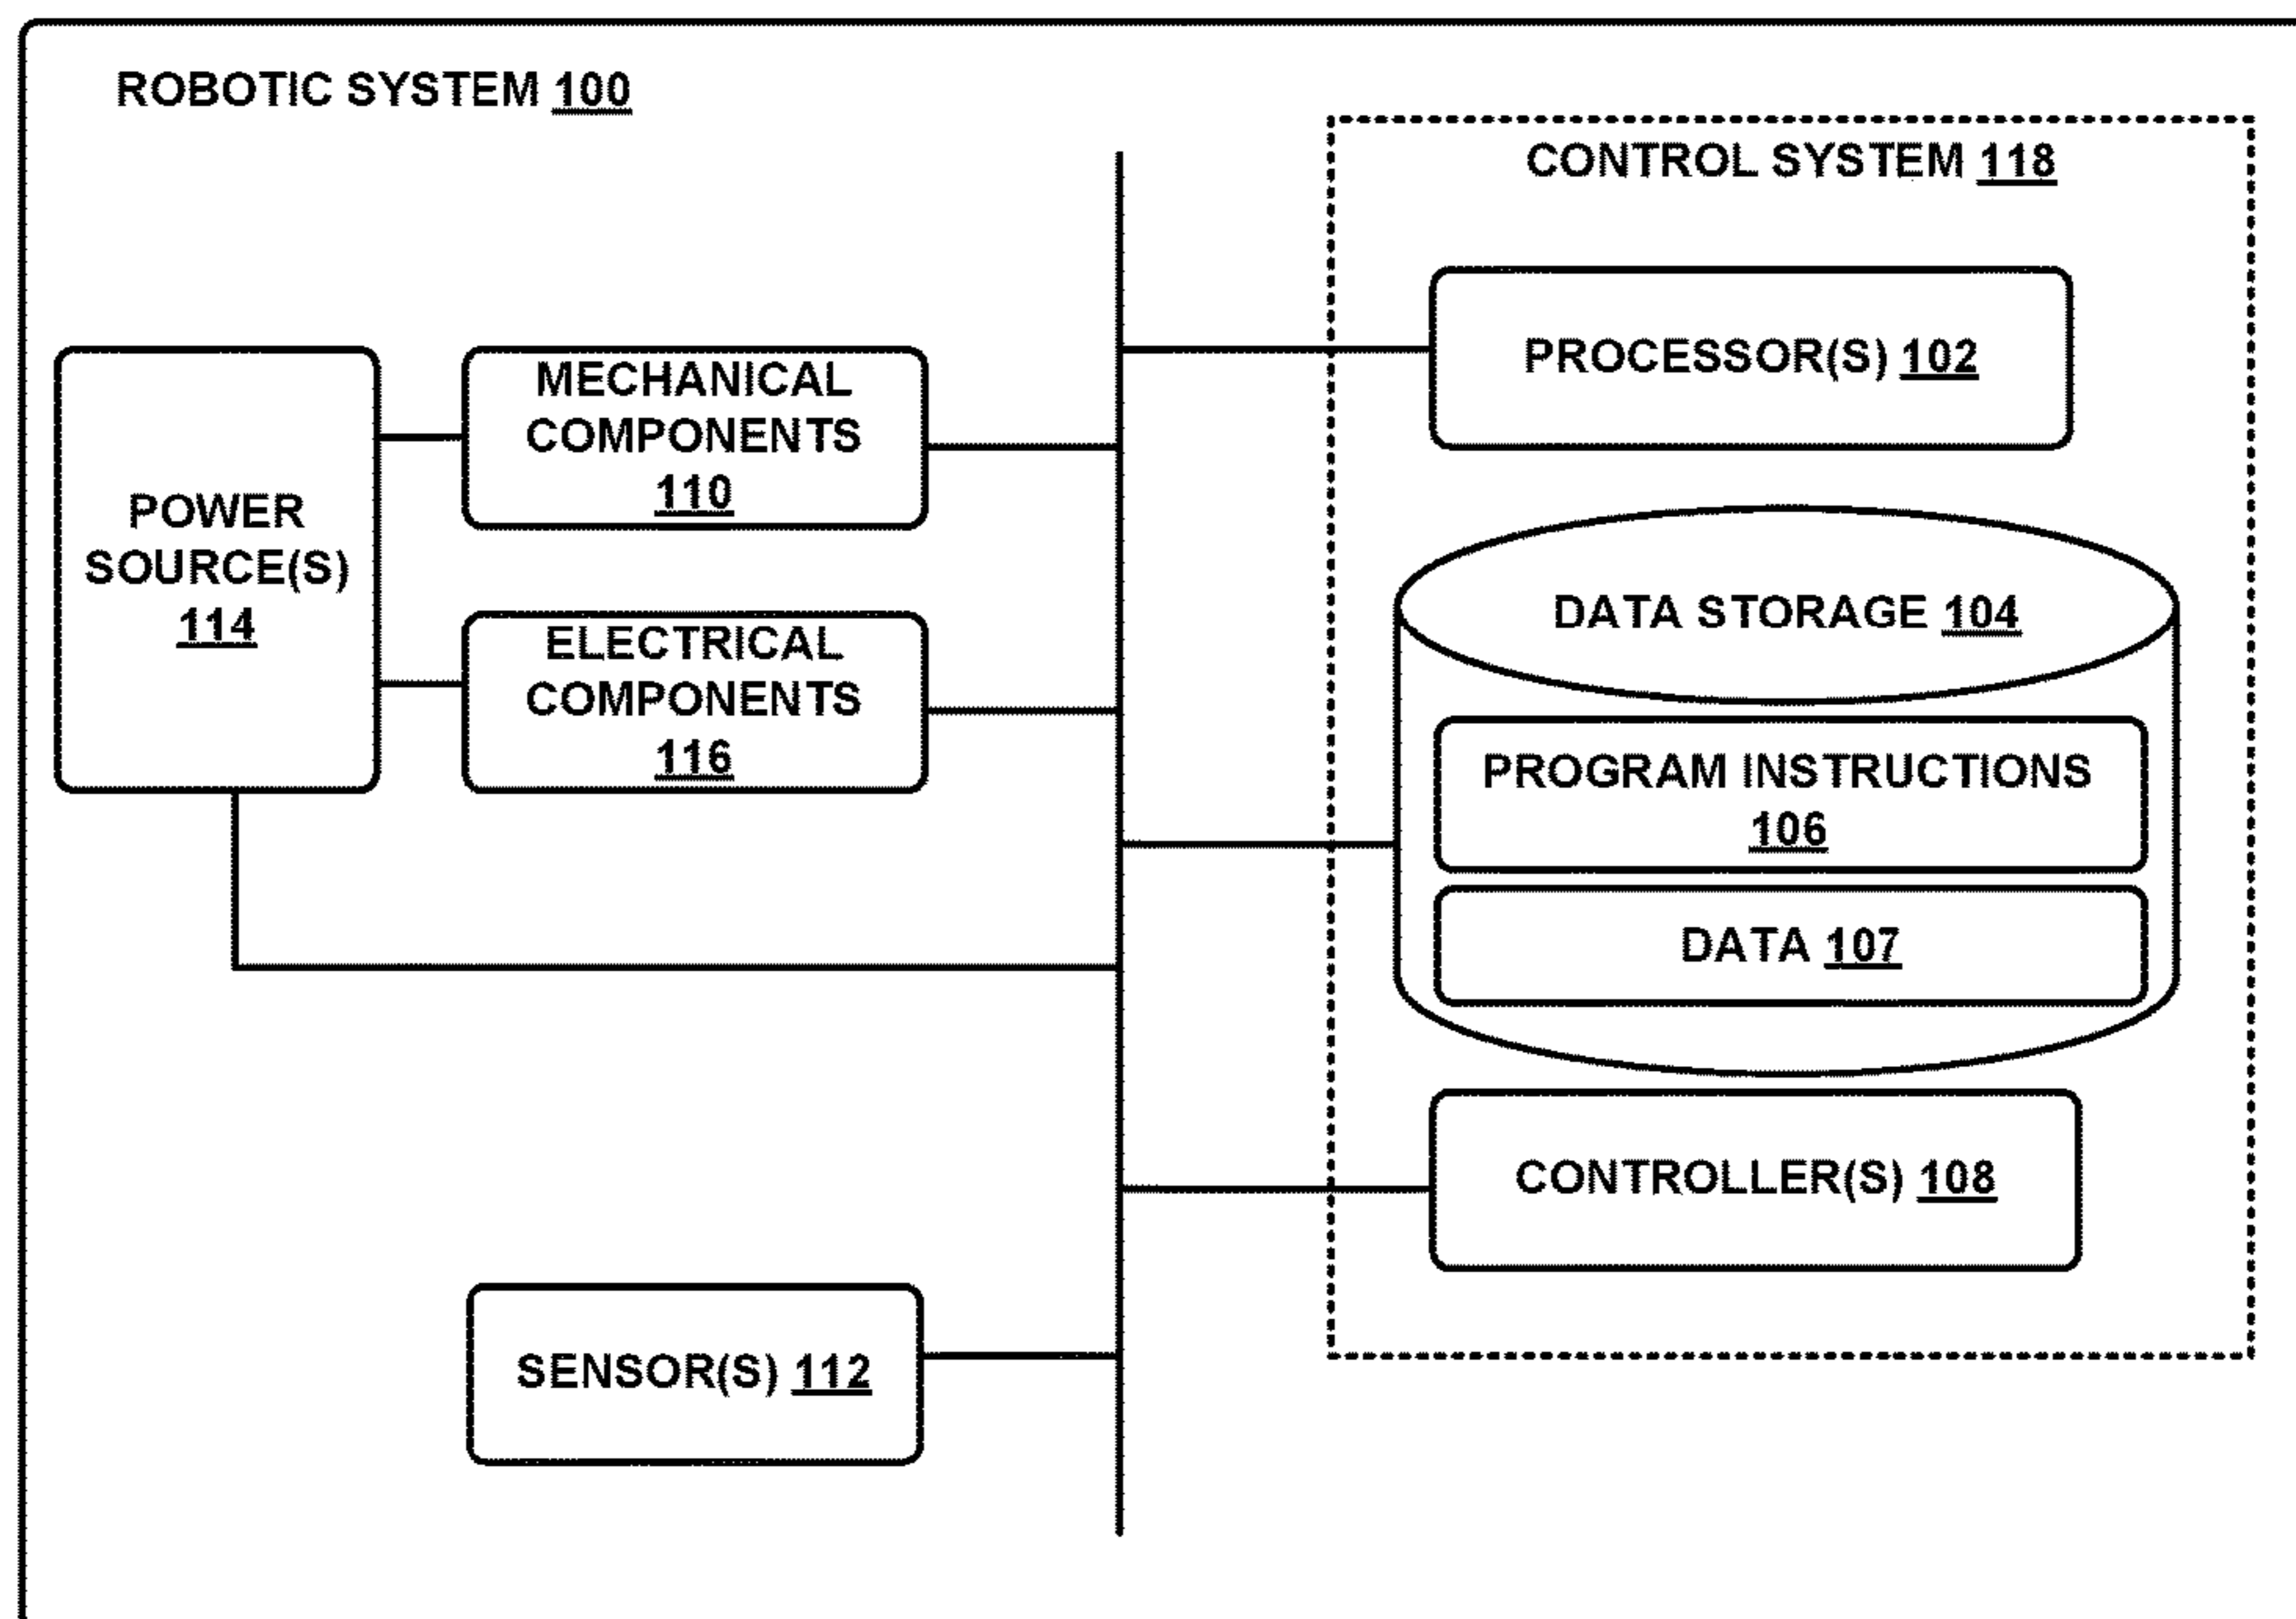 ROBOTIC SYSTEM 100
CONTROL SYSTEM 118
PROCESSOR(S) 102
MECHANICAL
COMPONENTS
110
POWER
SOURCE(S)
114
ELECTRICAL
COMPONENTS
116
DATA STORAGE 104
PROGRAM INSTRUCTIONS
106
DATA 107
CONTROLLER(S) 108
SENSOR(S) 112